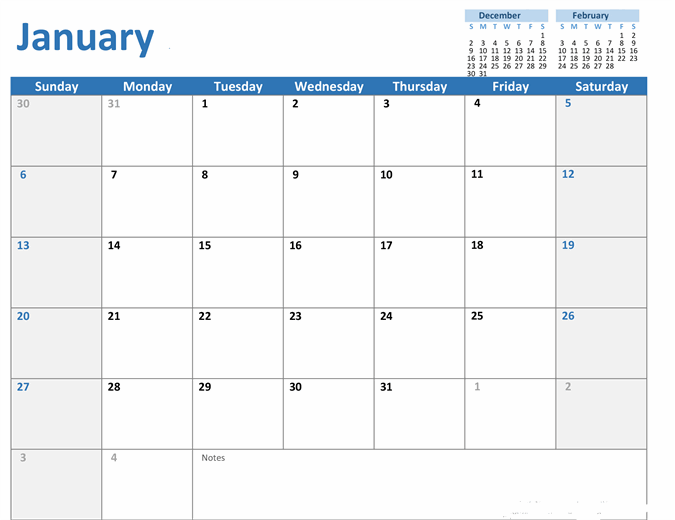 January
December
S M T W T F S
1
2 3 4 5 6 7 8
9 10 11 12 13 14 15
16 17 18 19 20 21 22
23 24 25 26 27 28 29
30 31
February
S M T W T F S
1 2
3 4 5 6 7 8 9
10 11 12 13 14 15 16
17 18 19 20 21 22 23
24 25 26 27 28
Sunday Monday Tuesday Wednesday Thursday Friday Saturday
30 31 1 2 3 4 5
6 7 8 9 10 11 12
13 14 15 16 17 18 19
20 21 22 23 24 25 26
27 28 29 30 31 1 2
3 4 Notes